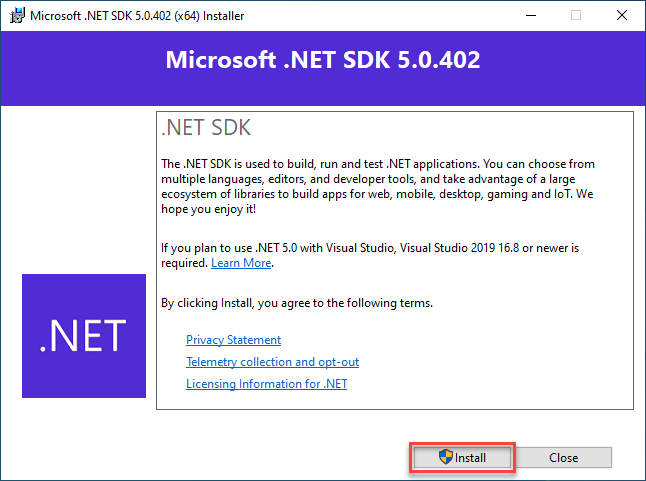 Microsoft .NET SDK 5.0.402 (x64) Installer
Microsoft .NET SDK 5.0.402
.NET SDK
The .NET SDK is used to build, run and test .NET applications. You can choose from
multiple languages, editors, and developer tools, and take advantage of a large
ecosystem of libraries to build apps for web, mobile, desktop, gaming and IoT. We
hope you enjoy it!
If you plan to use .NET 5.0 with Visual Studio, Visual Studio 2019 16.8 or newer is
required. Learn More.
By clicking Install, you agree to the following terms.
.NET
Privacy Statement
Telemetry collection and opt-out
Licensing Information for .NET
Install
Close